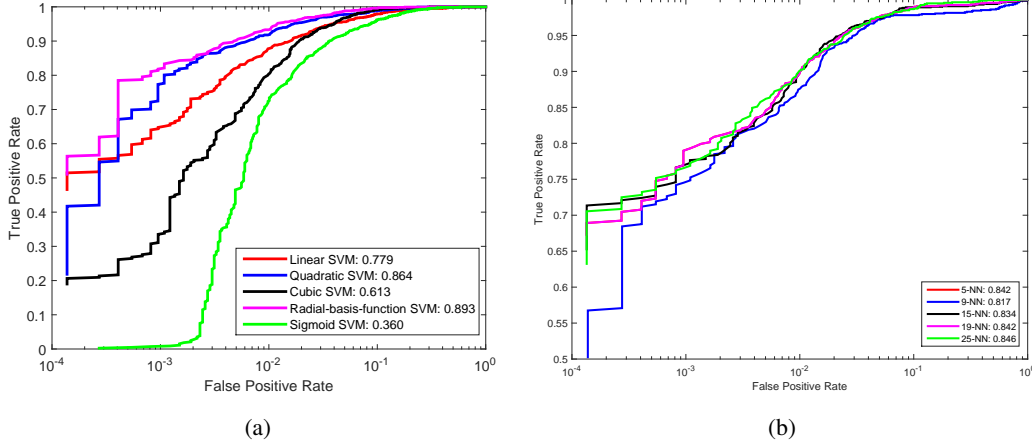 1
0.9
0.8
0.7
0.6
0.5
0.4
0.3
0.2
0.1
0
True Positive Rate
Linear SVM: 0.779
Quadratic SVM: 0.864
Cubic SVM: 0.613
Radial-basis-function SVM: 0.893
Sigmoid SVM: 0.360
10-4 10-3 10-2 10-1 100
False Positive Rate
(a)
1
0.95
0.9
0.85
0.8
0.75
0.7
0.65
0.6
0.55
0.5
True Positive Rate
5-NN: 0.842
9-NN: 0.817
15-NN: 0.834
19-NN: 0.842
25-NN: 0.846
10-4 10-3 10-2 10-1 100
False Positive Rate
(b)